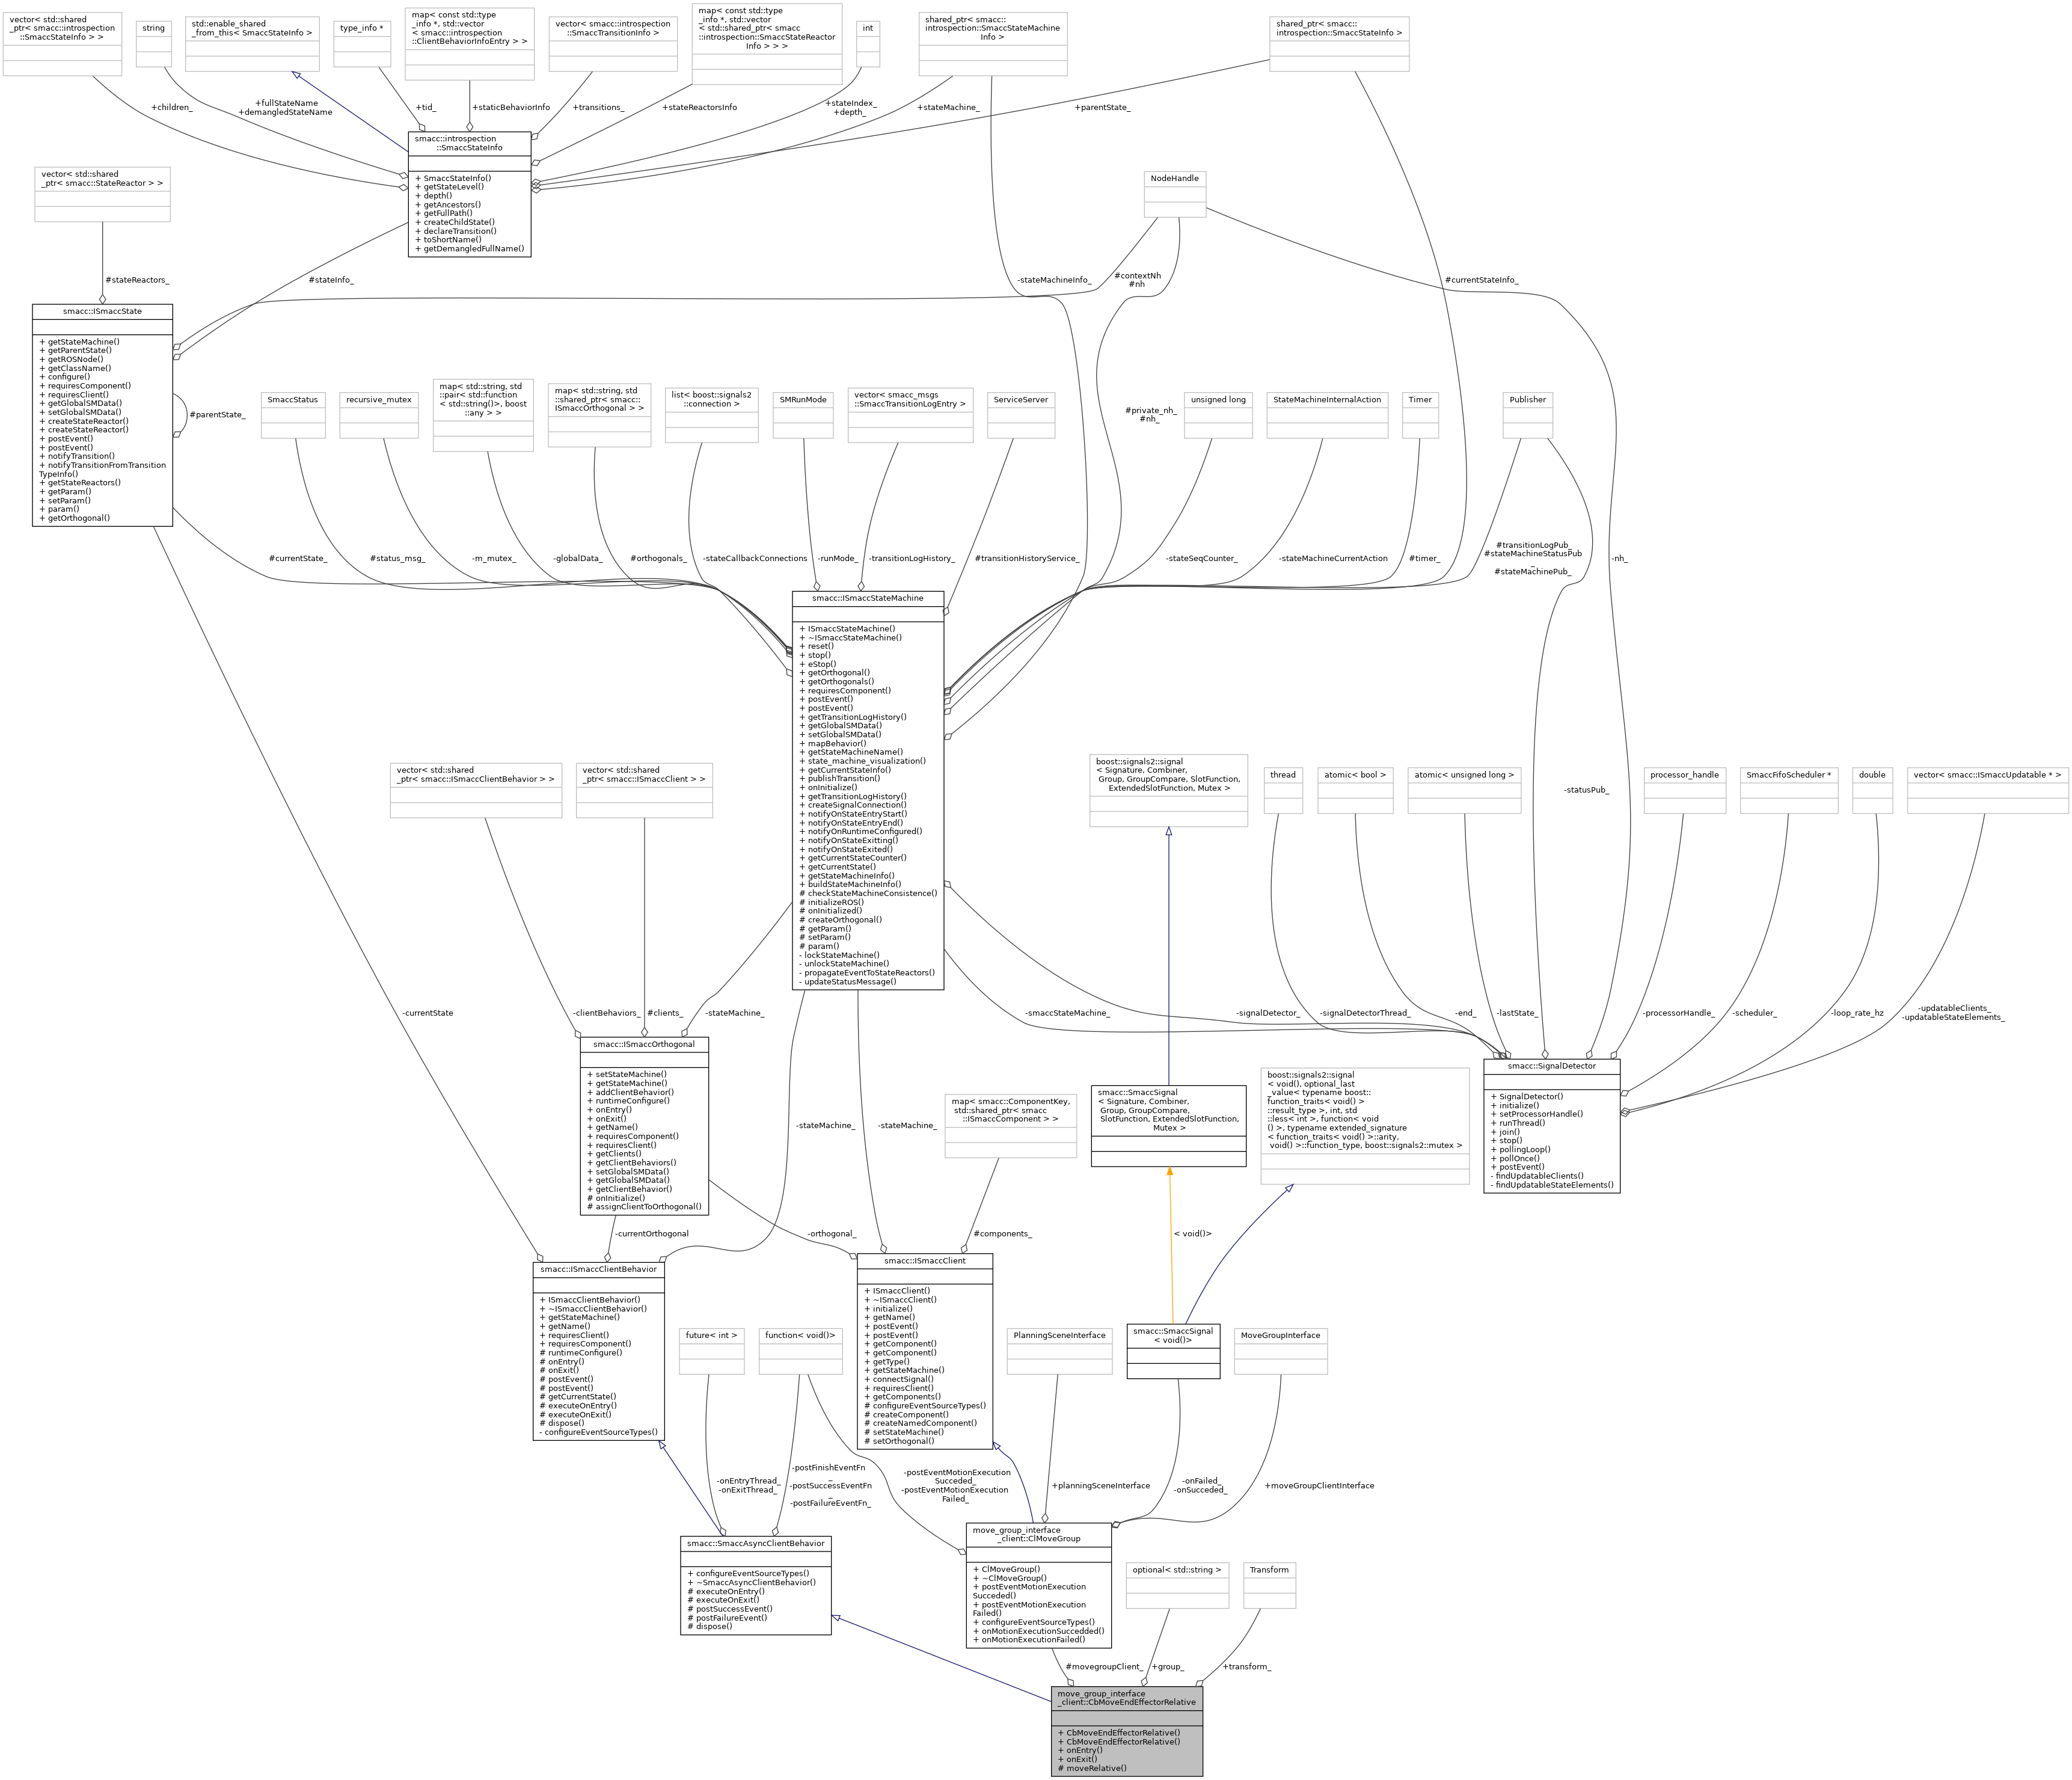 vector< std::shared
_ptr< smacc::introspection
::SmaccStateInfo > >
string
std::enable_shared
_from_this< SmaccStateInfo >
type_info *
map< const std::type
_info *, std::vector
< smacc::introspection
::ClientBehaviorInfoEntry > >
vector< smacc::introspection
::SmaccTransitionInfo >
map< const std::type
_info *, std::vector
< std::shared_ptr< smacc
::introspection::SmaccStateReactor
Info > > >
int
shared_ptr< smacc::
introspection::SmaccStateMachine
Info >
shared_ptr< smacc::
introspection::SmaccStateInfo >
+children_
+fullStateName
+demangledStateName
+tid_
+staticBehaviorInfo
+transitions_
+stateReactorsInfo
+stateIndex_
+depth_
+stateMachine_
+parentState_
smacc::introspection
::SmaccStateInfo
+ SmaccStateInfo()
+ getStateLevel()
+ depth()
+ getAncestors()
+ getFullPath()
+ createChildState()
+ declareTransition()
+ toShortName()
+ getDemangledFullName()
vector< std::shared
_ptr< smacc::StateReactor > >
NodeHandle
#stateReactors_
#stateInfo_
-stateMachineInfo_
#contextNh
#nh
#currentStateInfo_
smacc::ISmaccState
+ getStateMachine()
+ getParentState()
+ getROSNode()
+ getClassName()
+ configure()
+ requiresComponent()
+ requiresClient()
+ getGlobalSMData()
+ setGlobalSMData()
+ createStateReactor()
+ createStateReactor()
+ postEvent()
+ postEvent()
+ notifyTransition()
+ notifyTransitionFromTransition
TypeInfo()
+ getStateReactors()
+ getParam()
+ setParam()
+ param()
+ getOrthogonal()
#parentState_
SmaccStatus
recursive_mutex
map< std::string, std
::pair< std::function
< std::string()>, boost
::any > >
map< std::string, std
::shared_ptr< smacc::
ISmaccOrthogonal > >
list< boost::signals2
::connection >
SMRunMode
vector< smacc_msgs
::SmaccTransitionLogEntry >
ServiceServer
#private_nh_
#nh_
unsigned long
StateMachineInternalAction
Timer
Publisher
#currentState_
#status_msg_
-m_mutex_
-globalData_
#orthogonals_
-stateCallbackConnections
-runMode_
-transitionLogHistory_
#transitionHistoryService_
-stateSeqCounter_
-stateMachineCurrentAction
#timer_
#transitionLogPub_
#stateMachineStatusPub
_
#stateMachinePub_
-nh_
smacc::ISmaccStateMachine
+ ISmaccStateMachine()
+ ~ISmaccStateMachine()
+ reset()
+ stop()
+ eStop()
+ getOrthogonal()
+ getOrthogonals()
+ requiresComponent()
+ postEvent()
+ postEvent()
+ getTransitionLogHistory()
+ getGlobalSMData()
+ setGlobalSMData()
+ mapBehavior()
+ getStateMachineName()
+ state_machine_visualization()
+ getCurrentStateInfo()
+ publishTransition()
+ onInitialize()
+ getTransitionLogHistory()
+ createSignalConnection()
+ notifyOnStateEntryStart()
+ notifyOnStateEntryEnd()
+ notifyOnRuntimeConfigured()
+ notifyOnStateExitting()
+ notifyOnStateExited()
+ getCurrentStateCounter()
+ getCurrentState()
+ getStateMachineInfo()
+ buildStateMachineInfo()
# checkStateMachineConsistence()
# initializeROS()
# onInitialized()
# createOrthogonal()
# getParam()
# setParam()
# param()
- lockStateMachine()
- unlockStateMachine()
- propagateEventToStateReactors()
- updateStatusMessage()
vector< std::shared
_ptr< smacc::ISmaccClientBehavior > >
vector< std::shared
_ptr< smacc::ISmaccClient > >
boost::signals2::signal
< Signature, Combiner,
Group, GroupCompare, SlotFunction,
ExtendedSlotFunction, Mutex >
thread
atomic< bool >
atomic< unsigned long >
-statusPub_
processor_handle
SmaccFifoScheduler *
double
vector< smacc::ISmaccUpdatable * >
-currentState
-clientBehaviors_
#clients_
-stateMachine_
-smaccStateMachine_
-signalDetector_
-signalDetectorThread_
-end_
-lastState_
-processorHandle_
-scheduler_
-loop_rate_hz
-updatableClients_
-updatableStateElements_
smacc::ISmaccOrthogonal
+ setStateMachine()
+ getStateMachine()
+ addClientBehavior()
+ runtimeConfigure()
+ onEntry()
+ onExit()
+ getName()
+ requiresComponent()
+ requiresClient()
+ getClients()
+ getClientBehaviors()
+ setGlobalSMData()
+ getGlobalSMData()
+ getClientBehavior()
# onInitialize()
# assignClientToOrthogonal()
-stateMachine_
-stateMachine_
map< smacc::ComponentKey,
std::shared_ptr< smacc
::ISmaccComponent > >
smacc::SmaccSignal
< Signature, Combiner,
Group, GroupCompare,
SlotFunction, ExtendedSlotFunction,
Mutex >
boost::signals2::signal
< void(), optional_last
_value< typename boost::
function_traits< void() >
::result_type >, int, std
::less< int >, function< void
() >, typename extended_signature
< function_traits< void() >::arity,
void() >::function_type, boost::signals2::mutex >
smacc::SignalDetector
+ SignalDetector()
+ initialize()
+ setProcessorHandle()
+ runThread()
+ join()
+ stop()
+ pollingLoop()
+ pollOnce()
+ postEvent()
- findUpdatableClients()
- findUpdatableStateElements()
-currentOrthogonal
-orthogonal_
#components_
< void()>
smacc::ISmaccClientBehavior
+ ISmaccClientBehavior()
+ ~ISmaccClientBehavior()
+ getStateMachine()
+ getName()
+ requiresClient()
+ requiresComponent()
# runtimeConfigure()
# onEntry()
# onExit()
# postEvent()
# postEvent()
# getCurrentState()
# executeOnEntry()
# executeOnExit()
# dispose()
- configureEventSourceTypes()
future< int >
function< void()>
smacc::ISmaccClient
+ ISmaccClient()
+ ~ISmaccClient()
+ initialize()
+ getName()
+ postEvent()
+ postEvent()
+ getComponent()
+ getComponent()
+ getType()
+ getStateMachine()
+ connectSignal()
+ requiresClient()
+ getComponents()
# configureEventSourceTypes()
# createComponent()
# createNamedComponent()
# setStateMachine()
# setOrthogonal()
PlanningSceneInterface
smacc::SmaccSignal
< void()>
MoveGroupInterface
-onEntryThread_
-onExitThread_
-postFinishEventFn
_
-postSuccessEventFn
_
-postFailureEventFn_
-postEventMotionExecution
Succeded_
-postEventMotionExecution
Failed_
+planningSceneInterface
-onFailed_
-onSucceded_
+moveGroupClientInterface
smacc::SmaccAsyncClientBehavior
+ configureEventSourceTypes()
+ ~SmaccAsyncClientBehavior()
# executeOnEntry()
# executeOnExit()
# postSuccessEvent()
# postFailureEvent()
# dispose()
move_group_interface
_client::ClMoveGroup
+ ClMoveGroup()
+ ~ClMoveGroup()
+ postEventMotionExecution
Succeded()
+ postEventMotionExecution
Failed()
+ configureEventSourceTypes()
+ onMotionExecutionSuccedded()
+ onMotionExecutionFailed()
optional< std::string >
Transform
#movegroupClient_
+group_
+transform_
move_group_interface
_client::CbMoveEndEffectorRelative
+ CbMoveEndEffectorRelative()
+ CbMoveEndEffectorRelative()
+ onEntry()
+ onExit()
# moveRelative()